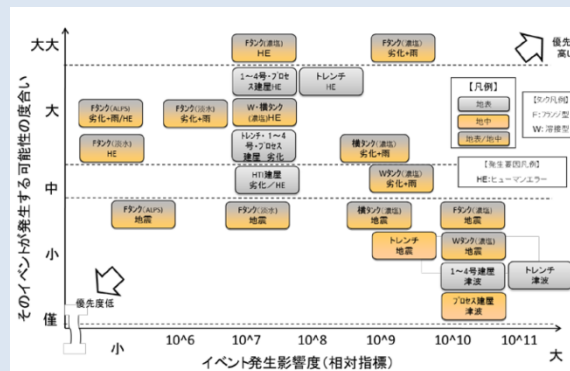 そのイベントが発生する可能性の度合い
大大
大
中
小
僅
Fタンク(濃塩)
HE
Fタンク(濃塩)
劣化+雨
優先
高い
1～4号・プロセ
ス建屋HE
トレンチ
HE
Fタンク(ALPS)
劣化+雨/HE
Fタンク(淡水)
劣化+雨
W・横タンク
(濃塩)HE
Fタンク(淡水)
HE
トレンチ・1～4
号・プロセス
建屋 劣化
横タンク(濃塩)
劣化+雨
HTI建屋
劣化/HE
Wタンク(濃塩)
劣化+雨
【凡例】
地表
地中
地表/地中
【タンク凡例】
F:フランジ型
W:溶接型
【発生要因凡例】
HE:ヒューマンエラー
Fタンク(ALPS)
地震
Fタンク(淡水)
地震
横タンク(濃塩)
地震
Fタンク(濃塩)
地震
トレンチ
地震
Wタンク(濃塩)
地震
1～4号建屋
津波
トレンチ
津波
プロセス建屋
津波
優先度低
小
10^6
10^7
10^8
10^9
10^10
10^11
大
イベント発生影響度(相対指標)